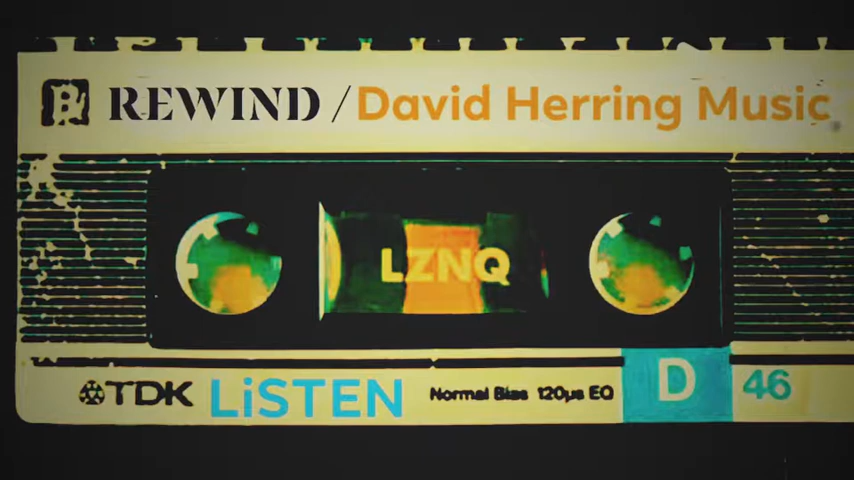 B REWIND / David Herring Music
LZNQ
TDK LiSTEN Normal Bias 120µs EQ D 46